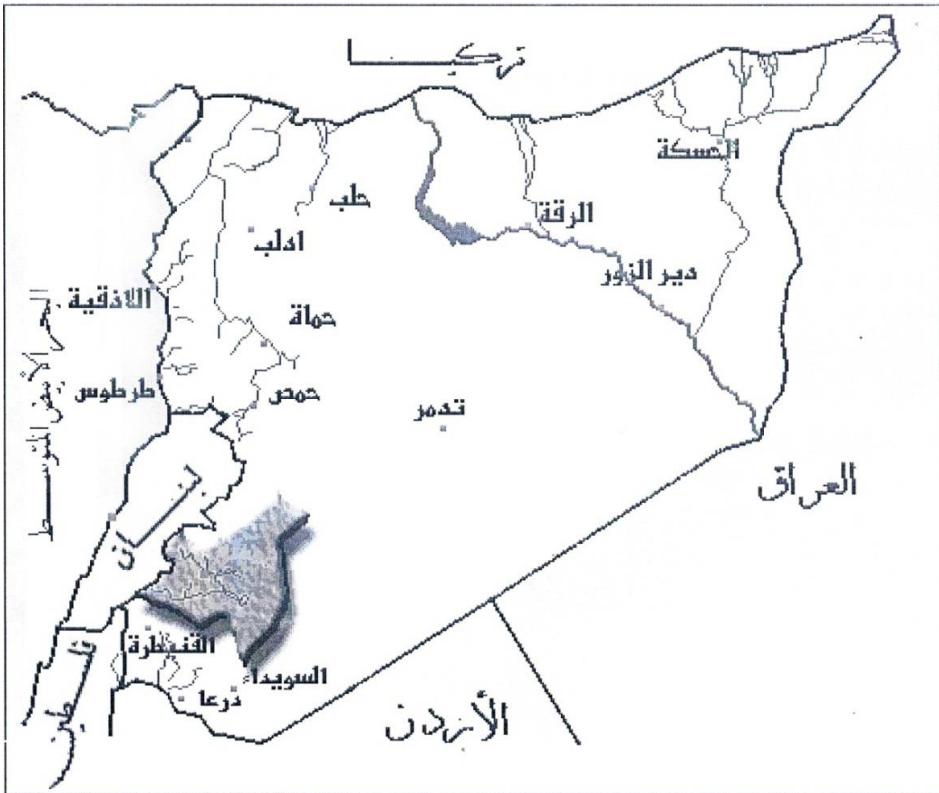 تركيا
الحسكة
حلب
الرقة
ادلب
دير الزور
اللاذقية
حماة
البحر الأبيض المتوسط
طرطوس
حمص
تدمر
العراق
لبنان
القنيطرة
السويداء
فلسطين
درعا
الأردن